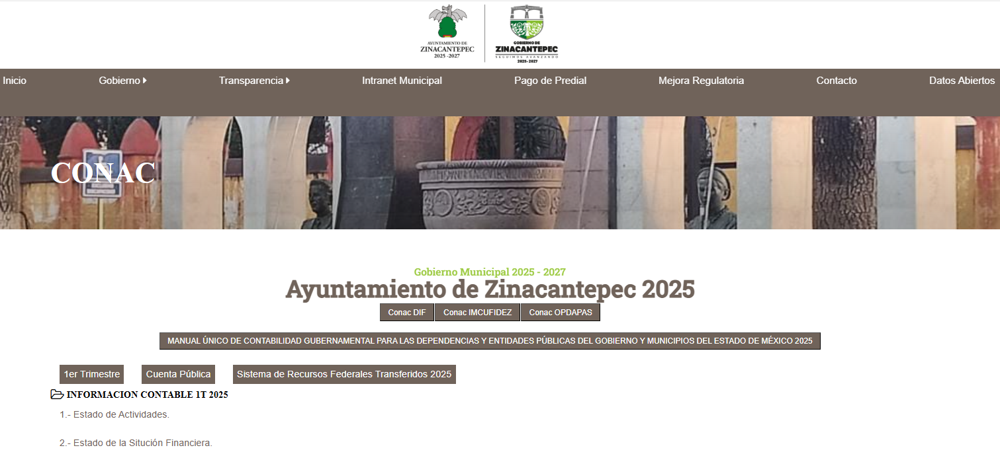 AYUNTAMIENTO DE
ZINACANTEPEC
2025 -2027
GOBIERNO DE
ZINACANTEPEC
SEGUIMOS AVANZANDO
2025-2027
Inicio
Gobierno
Transparencia
Intranet Municipal
Pago de Predial
Mejora Regulatoria
Contacto
Datos Abiertos
CONAC
Gobierno Municipal 2025 - 2027
Ayuntamiento de Zinacantepec 2025
Conac DIF
Conac IMCUFIDEZ
Conac OPDAPAS
MANUAL ÚNICO DE CONTABILIDAD GUBERNAMENTAL PARA LAS DEPENDENCIAS Y ENTIDADES PÚBLICAS DEL GOBIERNO Y MUNICIPIOS DEL ESTADO DE MÉXICO 2025
1er Trimestre
Cuenta Pública
Sistema de Recursos Federales Transferidos 2025
INFORMACION CONTABLE 1T 2025
1.- Estado de Actividades.
2.- Estado de la Situción Financiera.